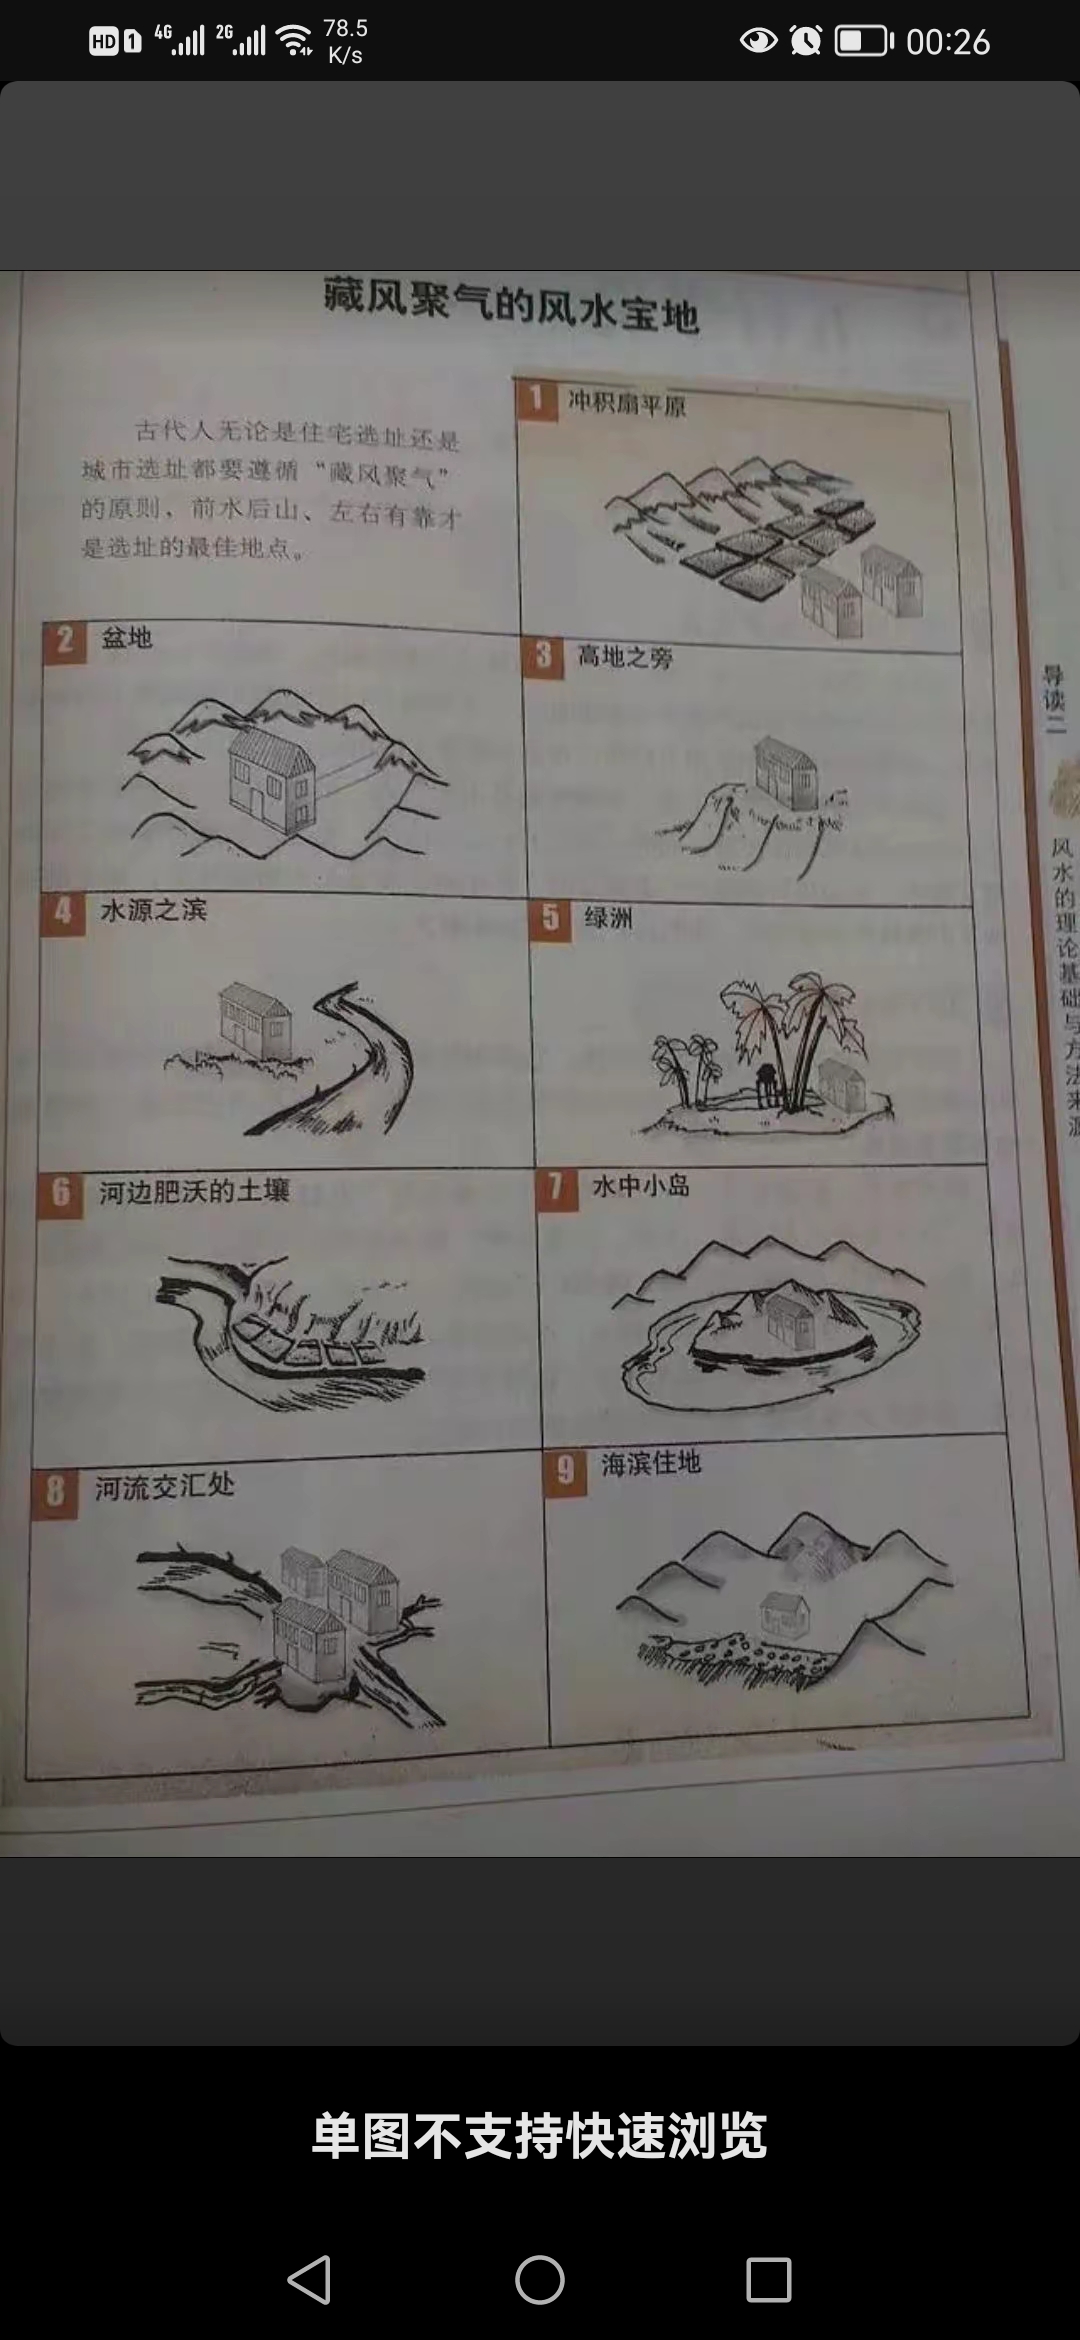 HD 1 4G 2G 78.5 K/s 00:26
藏风聚气的风水宝地
古代人无论是住宅选址还是
城市选址都要遵循“藏风聚气”
的原则，前水后山、左右有靠才
是选址的最佳地点。
1 冲积扇平原
2 盆地
3 高地之旁
4 水源之滨
5 绿洲
6 河边肥沃的土壤
7 水中小岛
8 河流交汇处
9 海滨住地
导读二
风水的理论基础与方法来源
单图不支持快速浏览